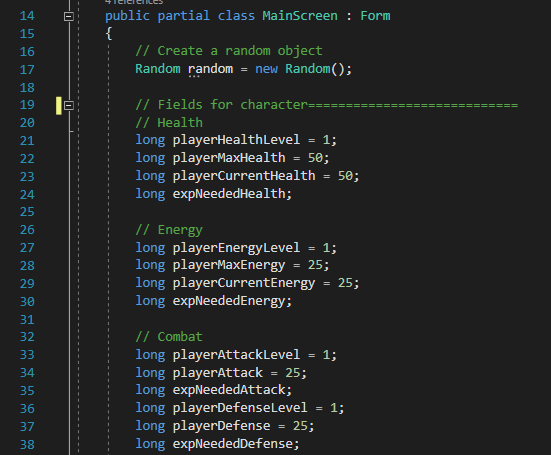 4 references
14 public partial class MainScreen : Form
15 {
16 // Create a random object
17 Random random = new Random();
18
19 // Fields for character============================
20 // Health
21 long playerHealthLevel = 1;
22 long playerMaxHealth = 50;
23 long playerCurrentHealth = 50;
24 long expNeededHealth;
25
26 // Energy
27 long playerEnergyLevel = 1;
28 long playerMaxEnergy = 25;
29 long playerCurrentEnergy = 25;
30 long expNeededEnergy;
31
32 // Combat
33 long playerAttackLevel = 1;
34 long playerAttack = 25;
35 long expNeededAttack;
36 long playerDefenseLevel = 1;
37 long playerDefense = 25;
38 long expNeededDefense;